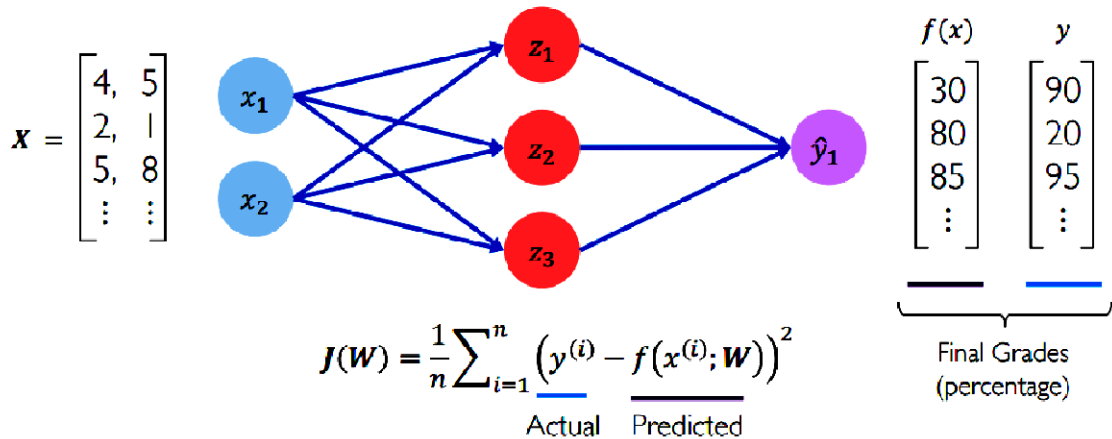 X = [4, 5
2, 1
5, 8
⋮ ⋮]
x₁
x₂
z₁
z₂
z₃
ŷ₁
f(x) y
[30] [90]
[80] [20]
[85] [95]
[⋮] [⋮]
J(W) = 1/n ∑ᵢ₌₁ⁿ (y⁽ⁱ⁾ − f(x⁽ⁱ⁾; W))²
Actual Predicted
Final Grades
(percentage)